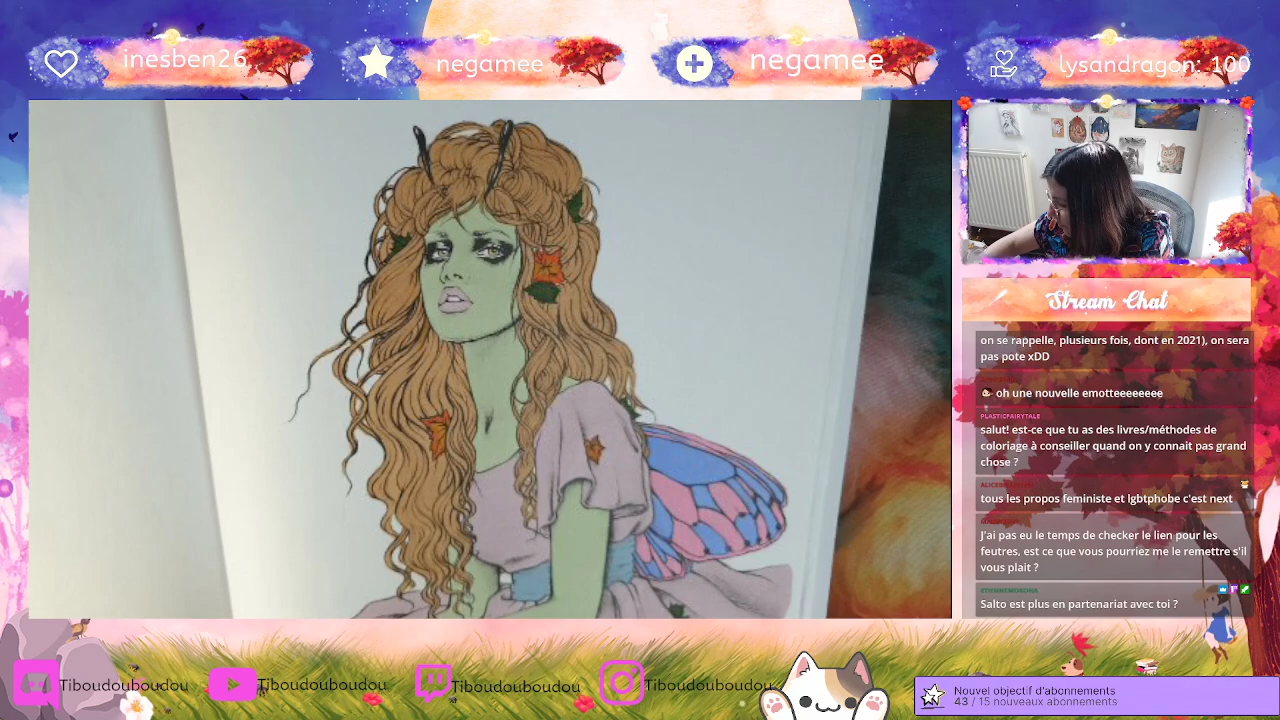 inesben26
negamee
negamee
lysandragon: 100
Stream Chat
on se rappelle, plusieurs fois, dont en 2021), on sera
pas pote xDD
oh une nouvelle emotteeeeeeee
PLASTICFAIRYTALE
salut! est-ce que tu as des livres/méthodes de
coloriage à conseiller quand on y connait pas grand
chose ?
tous les propos feministe et lgbtphobe c'est next
J'ai pas eu le temps de checker le lien pour les
feutres, est ce que vous pourriez me le remettre s'il
vous plait ?
Salto est plus en partenariat avec toi ?
Tiboudouboudou
Tiboudouboudou
Tiboudouboudou
Tiboudouboudou
Nouvel objectif d'abonnements
43 / 15 nouveaux abonnements